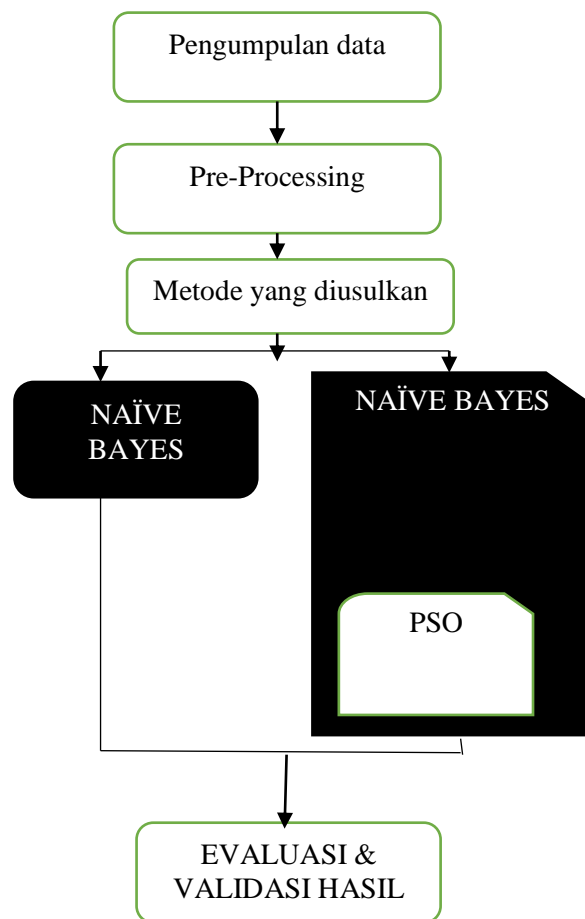 Pengumpulan data
Pre-Processing
Metode yang diusulkan
NAÏVE
BAYES
NAÏVE BAYES
PSO
EVALUASI &
VALIDASI HASIL